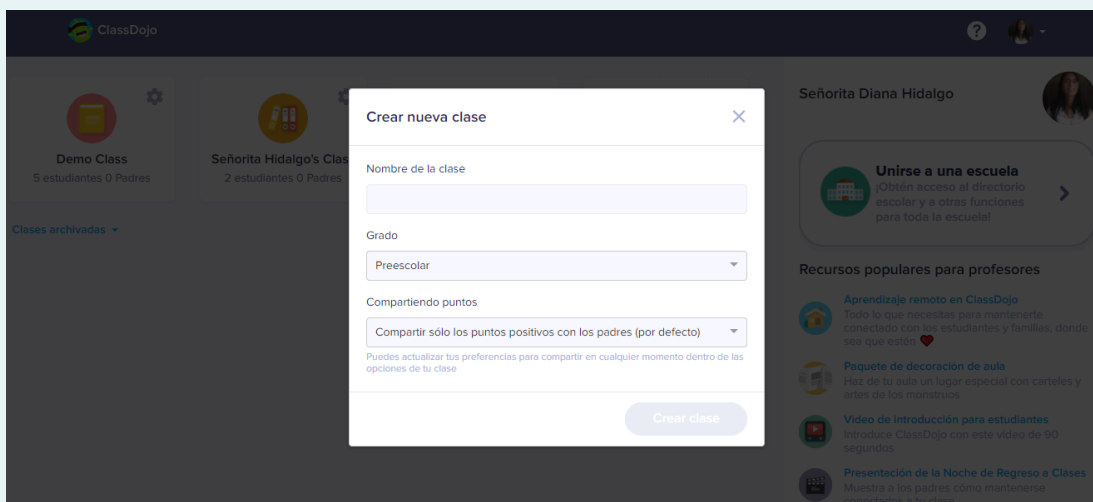 ClassDojo
?
Demo Class
5 estudiantes 0 Padres
Señorita Hidalgo's Clas
2 estudiantes 0 Padres
Clases archivadas
Crear nueva clase
Nombre de la clase
Grado
Preescolar
Compartiendo puntos
Compartir sólo los puntos positivos con los padres (por defecto)
Puedes actualizar tus preferencias para compartir en cualquier momento dentro de las
opciones de tu clase
Crear clase
Señorita Diana Hidalgo
Unirse a una escuela
¡Obtén acceso al directorio
escolar y a otras funciones
para toda la escuela!
Recursos populares para profesores
Aprendizaje remoto en ClassDojo
Todo lo que necesitas para mantenerte
conectado con los estudiantes y familias, donde
sea que estén
Paquete de decoración de aula
Haz de tu aula un lugar especial con carteles y
artes de los monstruos
Video de introducción para estudiantes
Introduce ClassDojo con este video de 90
segundos
Presentación de la Noche de Regreso a Clases
Muestra a los padres cómo mantenerse